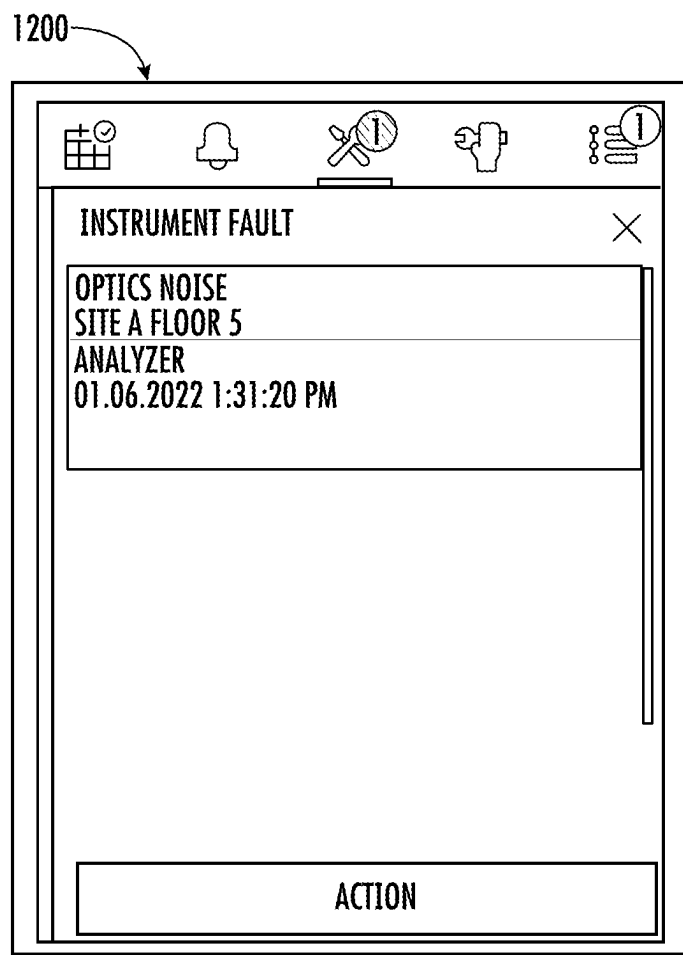 1200
1
1
INSTRUMENT FAULT
OPTICS NOISE
SITE A FLOOR 5
ANALYZER
01.06.2022 1:31:20 PM
ACTION